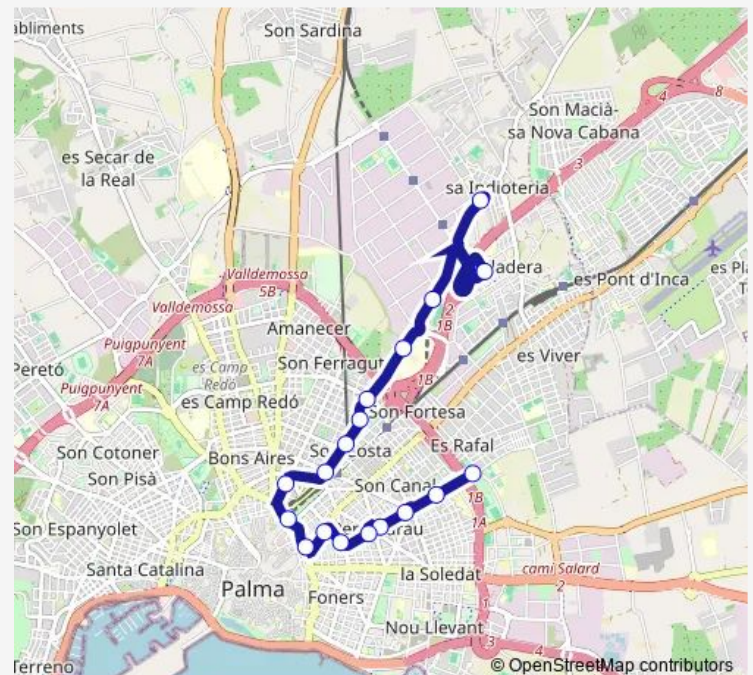 abliments
Son Sardina
4
8
Son Macià-
sa Nova Cabana
3
es Secar de
la Real
sa Indioteria
Valldemossa
5B
Valldemossa
2
1B
es Pont d'Inca
es Pl
Amanecer
Puigpunyent
7A
Peretó
Son Ferragut
es Viver
es Camp
Redó
1B
Puigpunyent
7A
es Camp Redó
Son Fortesa
Son Cotoner
Bons Aires
Es Rafal
Son Pisà
Son Canal
1B
1A
Son Espanyolet
Santa Catalina
la Soledat
camí Salard
2
Palma
Foners
1
Nou Llevant
3
4
Terreno
© OpenStreetMap contributors